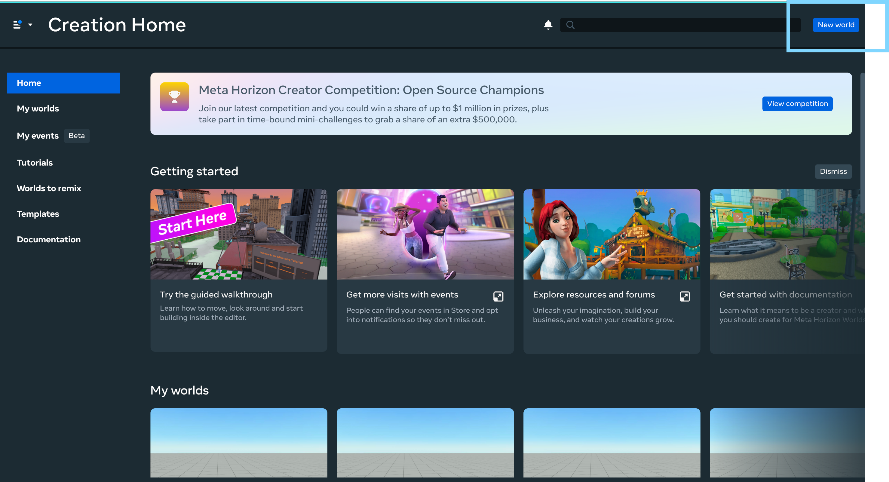 Creation Home
New world
Home
My worlds
My events Beta
Tutorials
Worlds to remix
Templates
Documentation
Meta Horizon Creator Competition: Open Source Champions
Join our latest competition and you could win a share of up to $1 million in prizes, plus
take part in time-bound mini-challenges to grab a share of an extra $500,000.
View competition
Getting started
Dismiss
Start Here
Try the guided walkthrough
Learn how to move, look around and start
building inside the editor.
Get more visits with events
People can find your events in Store and opt
into notifications so they don't miss out.
Explore resources and forums
Unleash your imagination, build your
business, and watch your creations grow.
Get started with documentation
Learn what it means to be a creator and
you should create for Meta Horizon
My worlds